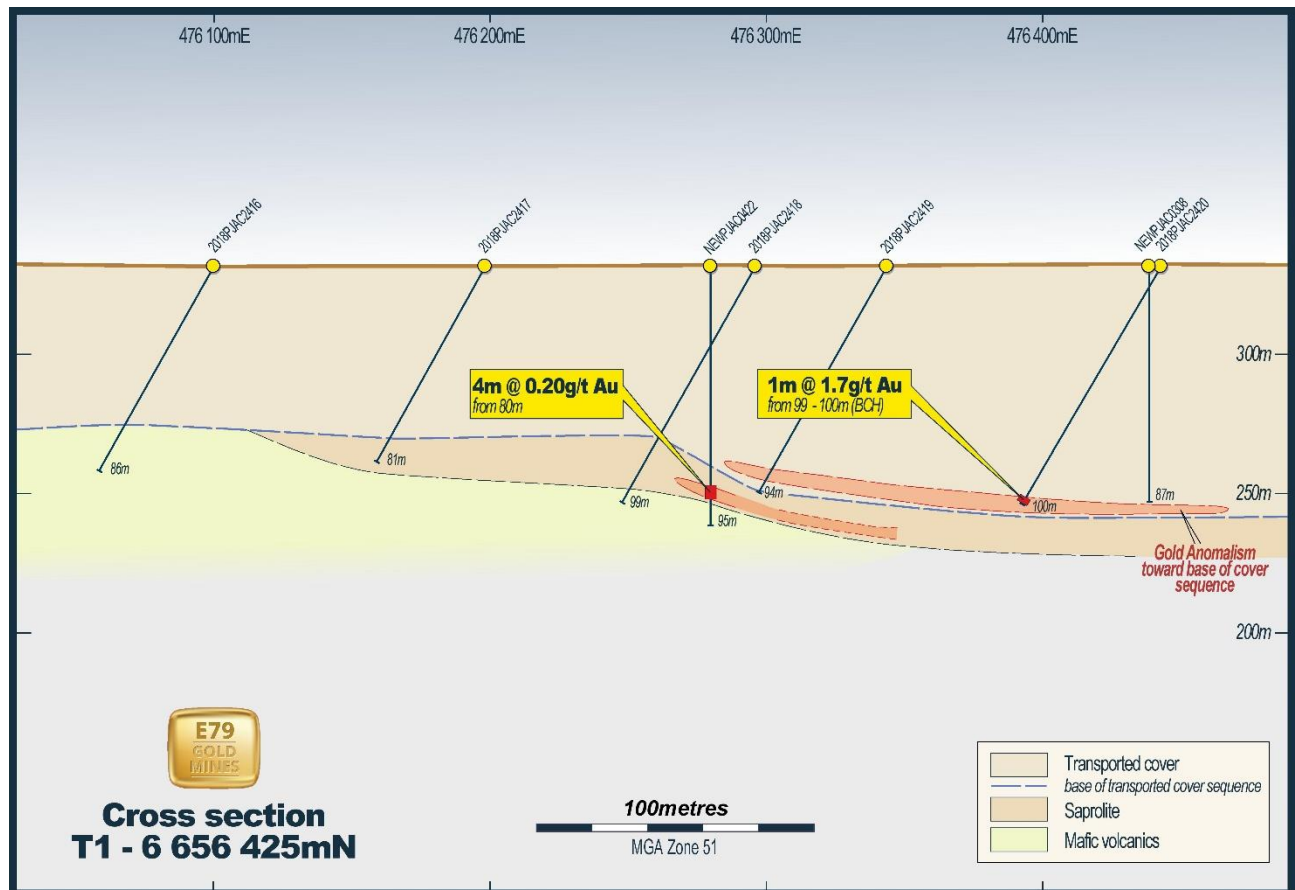 476 100mE
476 200mE
476 300mE
476 400mE
2018PJAC2416
2018PJAC2417
NEWPJAC0422
2018PJAC2418
2018PJAC2419
NEWPJAC0308
2018PJAC2420
300m
4m @ 0.20g/t Au
from 80m
1m @ 1.7g/t Au
from 99 - 100m (BCH)
86m
81m
99m
95m
94m
100m
87m
250m
Gold Anomalism
toward base of cover
sequence
200m
E79
GOLD
MINES
Cross section
T1 - 6 656 425mN
100metres
MGA Zone 51
Transported cover
base of transported cover sequence
Saprolite
Mafic volcanics